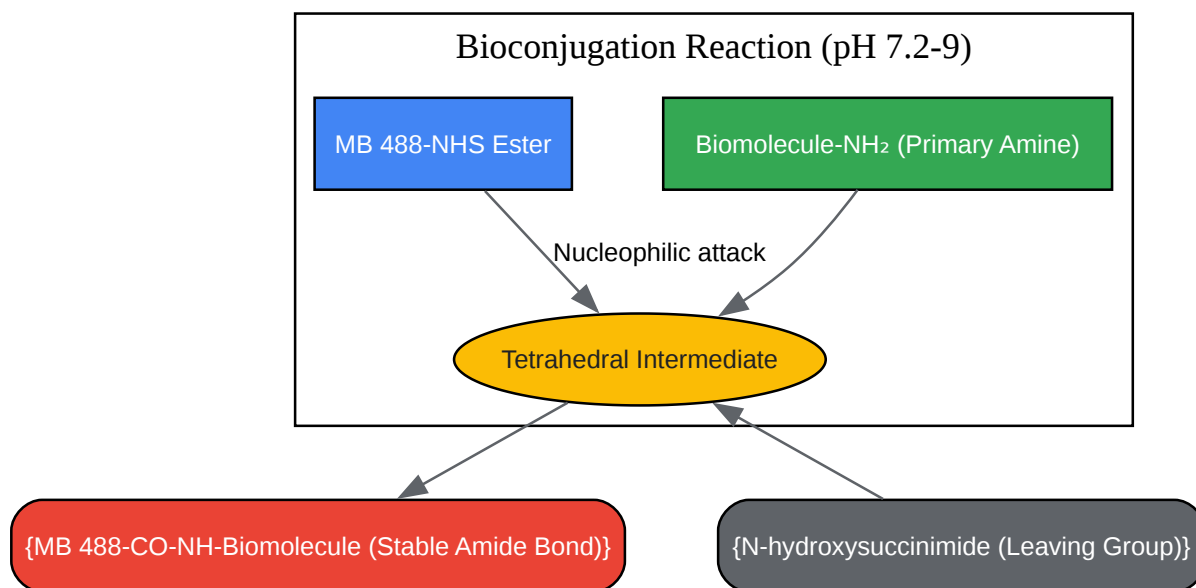 Bioconjugation Reaction (pH 7.2-9)
MB 488-NHS Ester
Biomolecule-NH₂ (Primary Amine)
Nucleophilic attack
Tetrahedral Intermediate
{MB 488-CO-NH-Biomolecule (Stable Amide Bond)}
{N-hydroxysuccinimide (Leaving Group)}